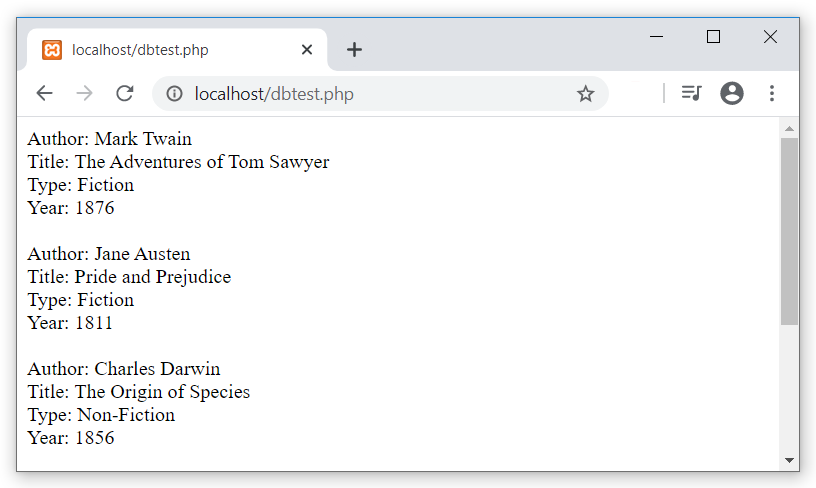 localhost/dbtest.php
localhost/dbtest.php
Author: Mark Twain
Title: The Adventures of Tom Sawyer
Type: Fiction
Year: 1876
Author: Jane Austen
Title: Pride and Prejudice
Type: Fiction
Year: 1811
Author: Charles Darwin
Title: The Origin of Species
Type: Non-Fiction
Year: 1856